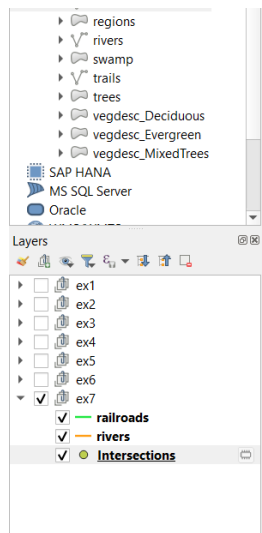 regions
rivers
swamp
trails
trees
vegdesc_Deciduous
vegdesc_Evergreen
vegdesc_MixedTrees
SAP HANA
MS SQL Server
Oracle
Layers
ex1
ex2
ex3
ex4
ex5
ex6
ex7
railroads
rivers
Intersections